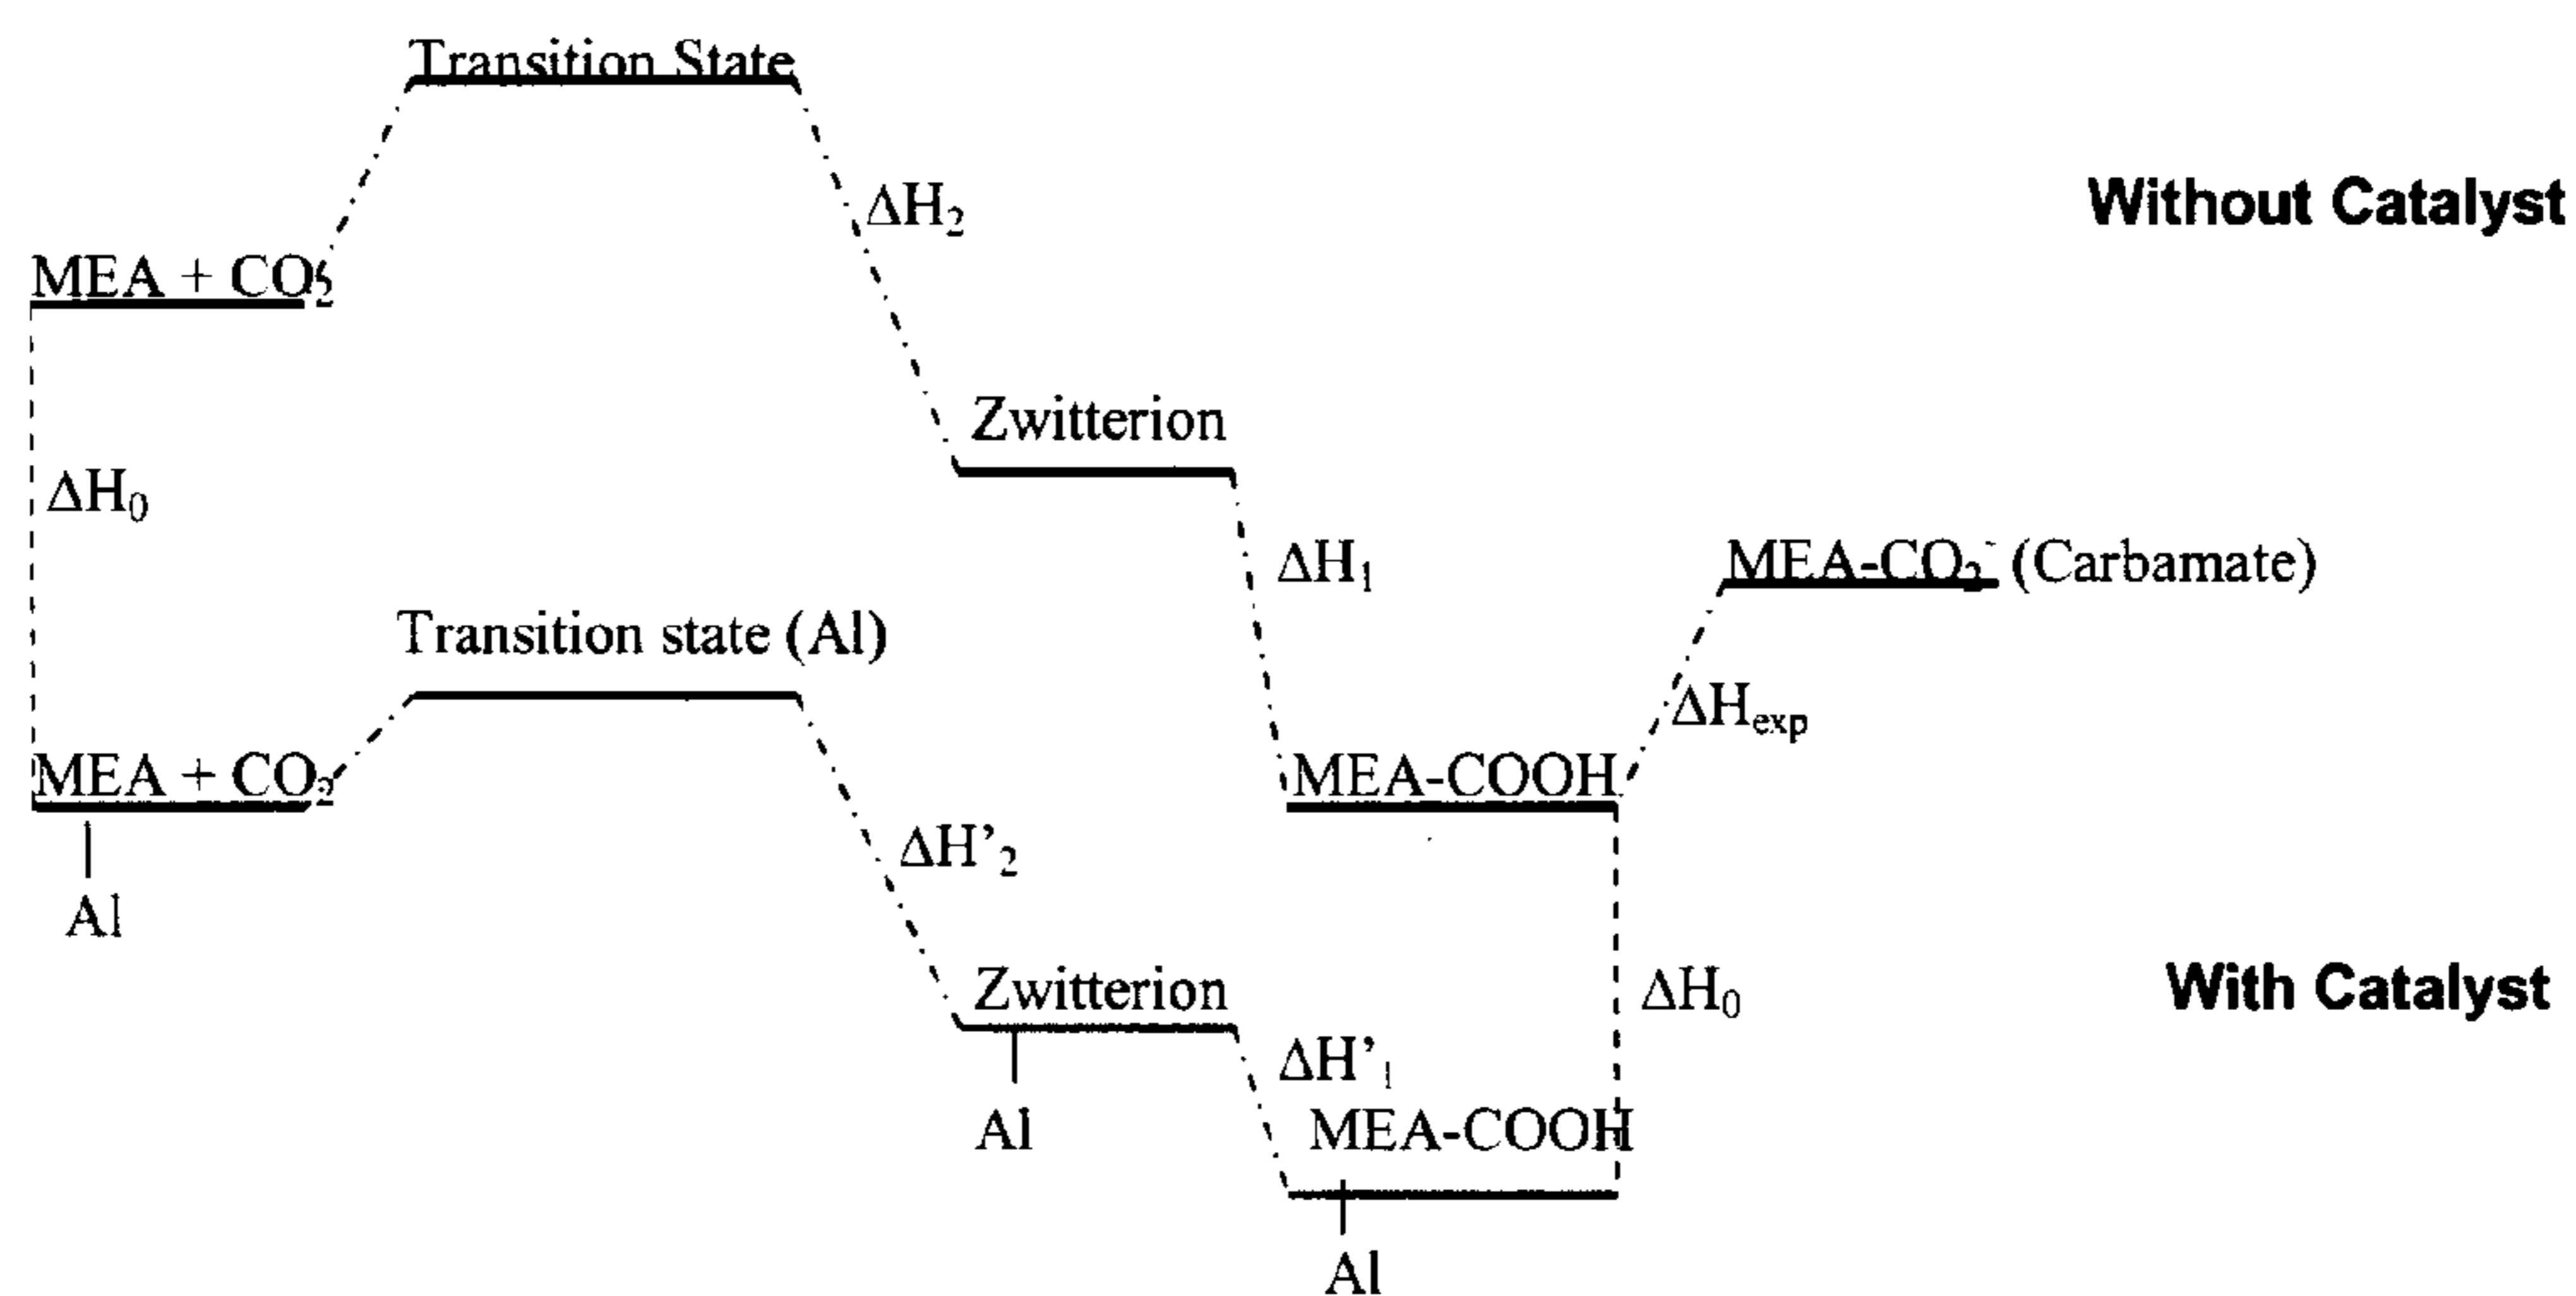 Transition State
ΔH₂
Without Catalyst
MEA + CO₂
Zwitterion
ΔH₀
ΔH₁
MEA-CO₂⁻ (Carbamate)
Transition state (Al)
ΔHexp
MEA + CO₂
MEA-COOH
Al
ΔH’₂
Zwitterion
ΔH₀
With Catalyst
Al
ΔH’₁
MEA-COOH
Al